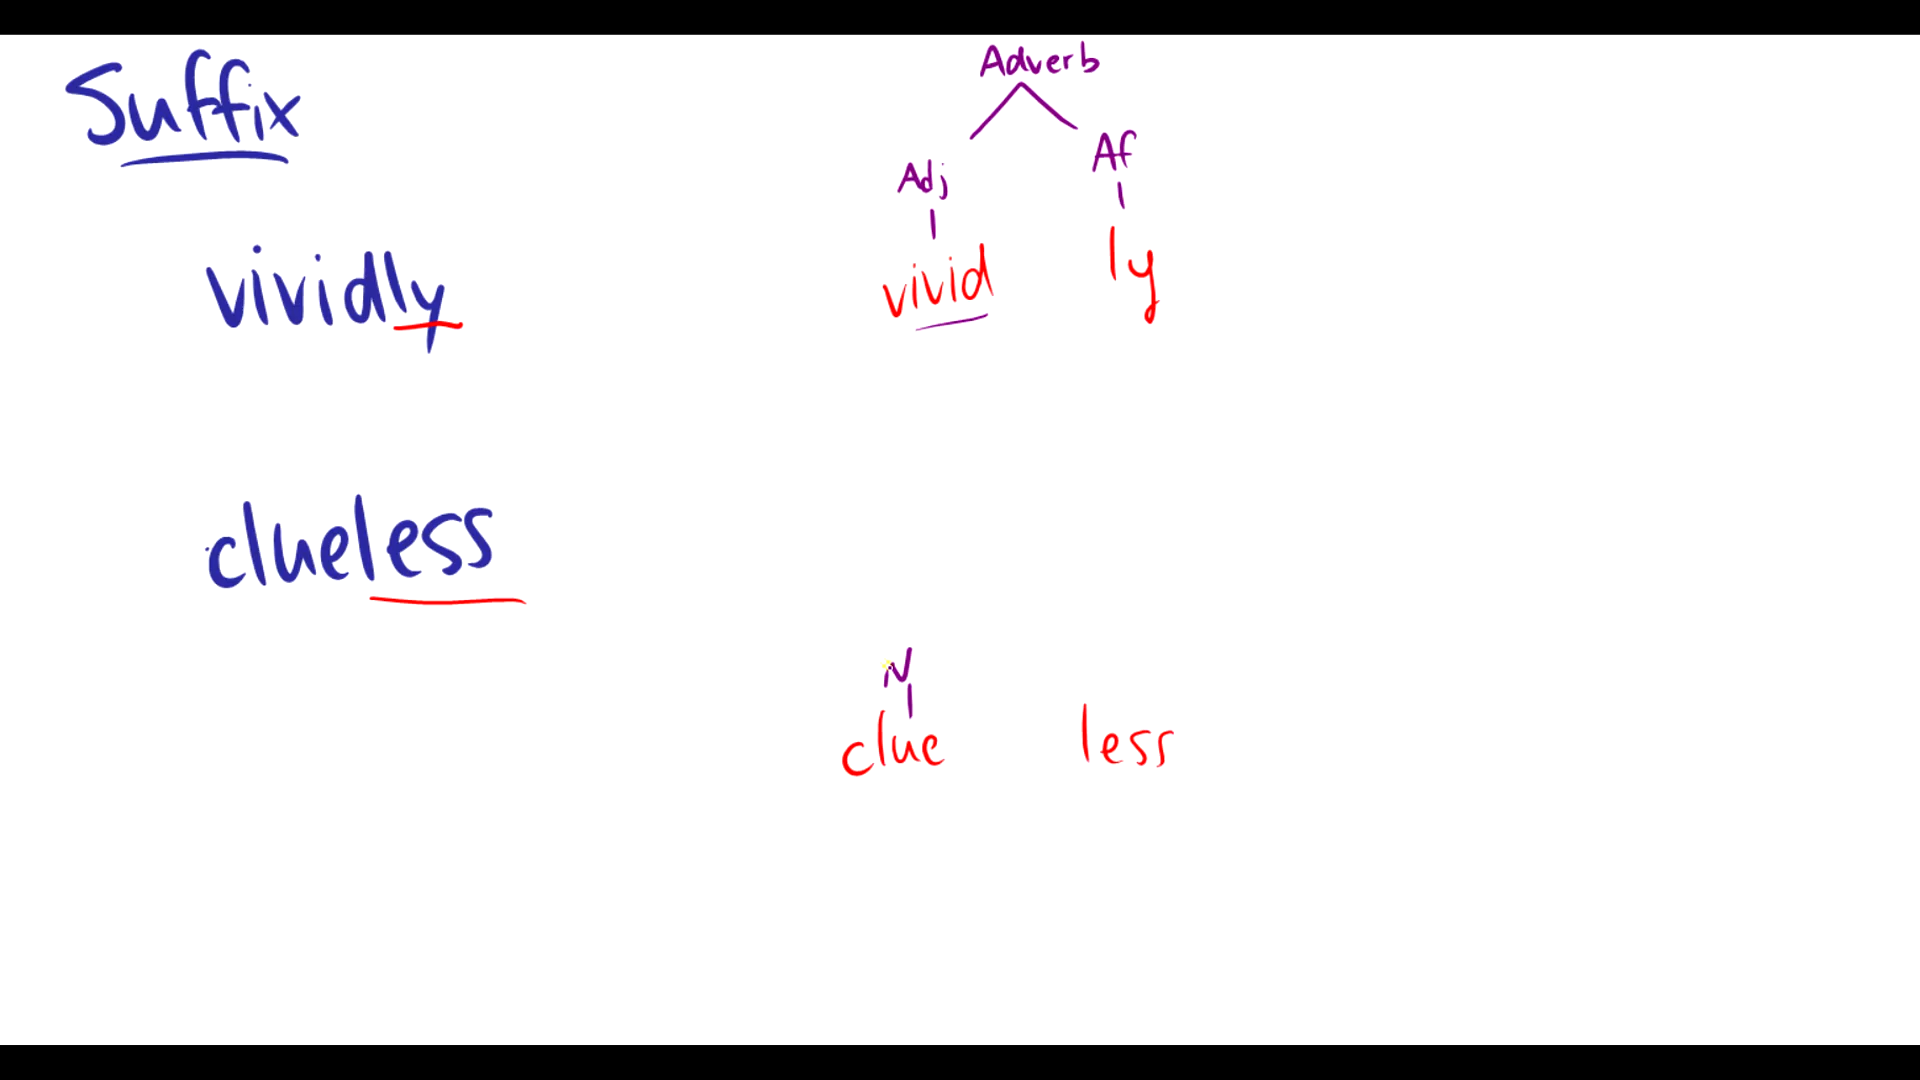 Suffix
Adverb
Adj
Af
vividly
vivid
ly
clueless
N
clue
less